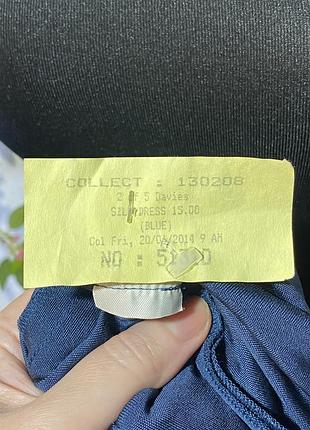 COLLECT : 130208
2 of 5 Davies
SILK DRESS 15.00
(BLUE)
Col Fri, 20/06/2014 9 AM
NO :